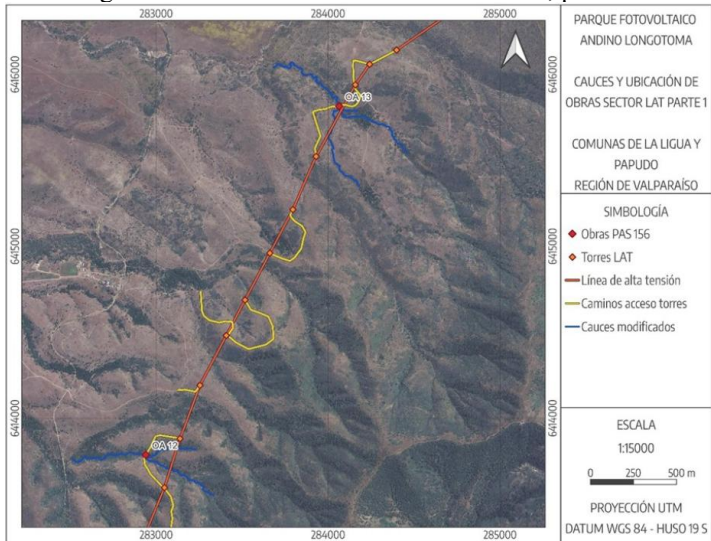 283000
284000
285000
6416000
6415000
6414000
6416000
6415000
6414000
OA 13
OA 12
283000
284000
285000
PARQUE FOTOVOLTAICO
ANDINO LONGOTOMA
CAUCES Y UBICACIÓN DE
OBRAS SECTOR LAT PARTE 1
COMUNAS DE LA LIGUA Y
PAPUDO
REGIÓN DE VALPARAÍSO
SIMBOLOGÍA
Obras PAS 156
Torres LAT
Línea de alta tensión
Caminos acceso torres
Cauces modificados
ESCALA
1:15000
0 250 500 m
PROYECCIÓN UTM
DATUM WGS 84 - HUSO 19 S